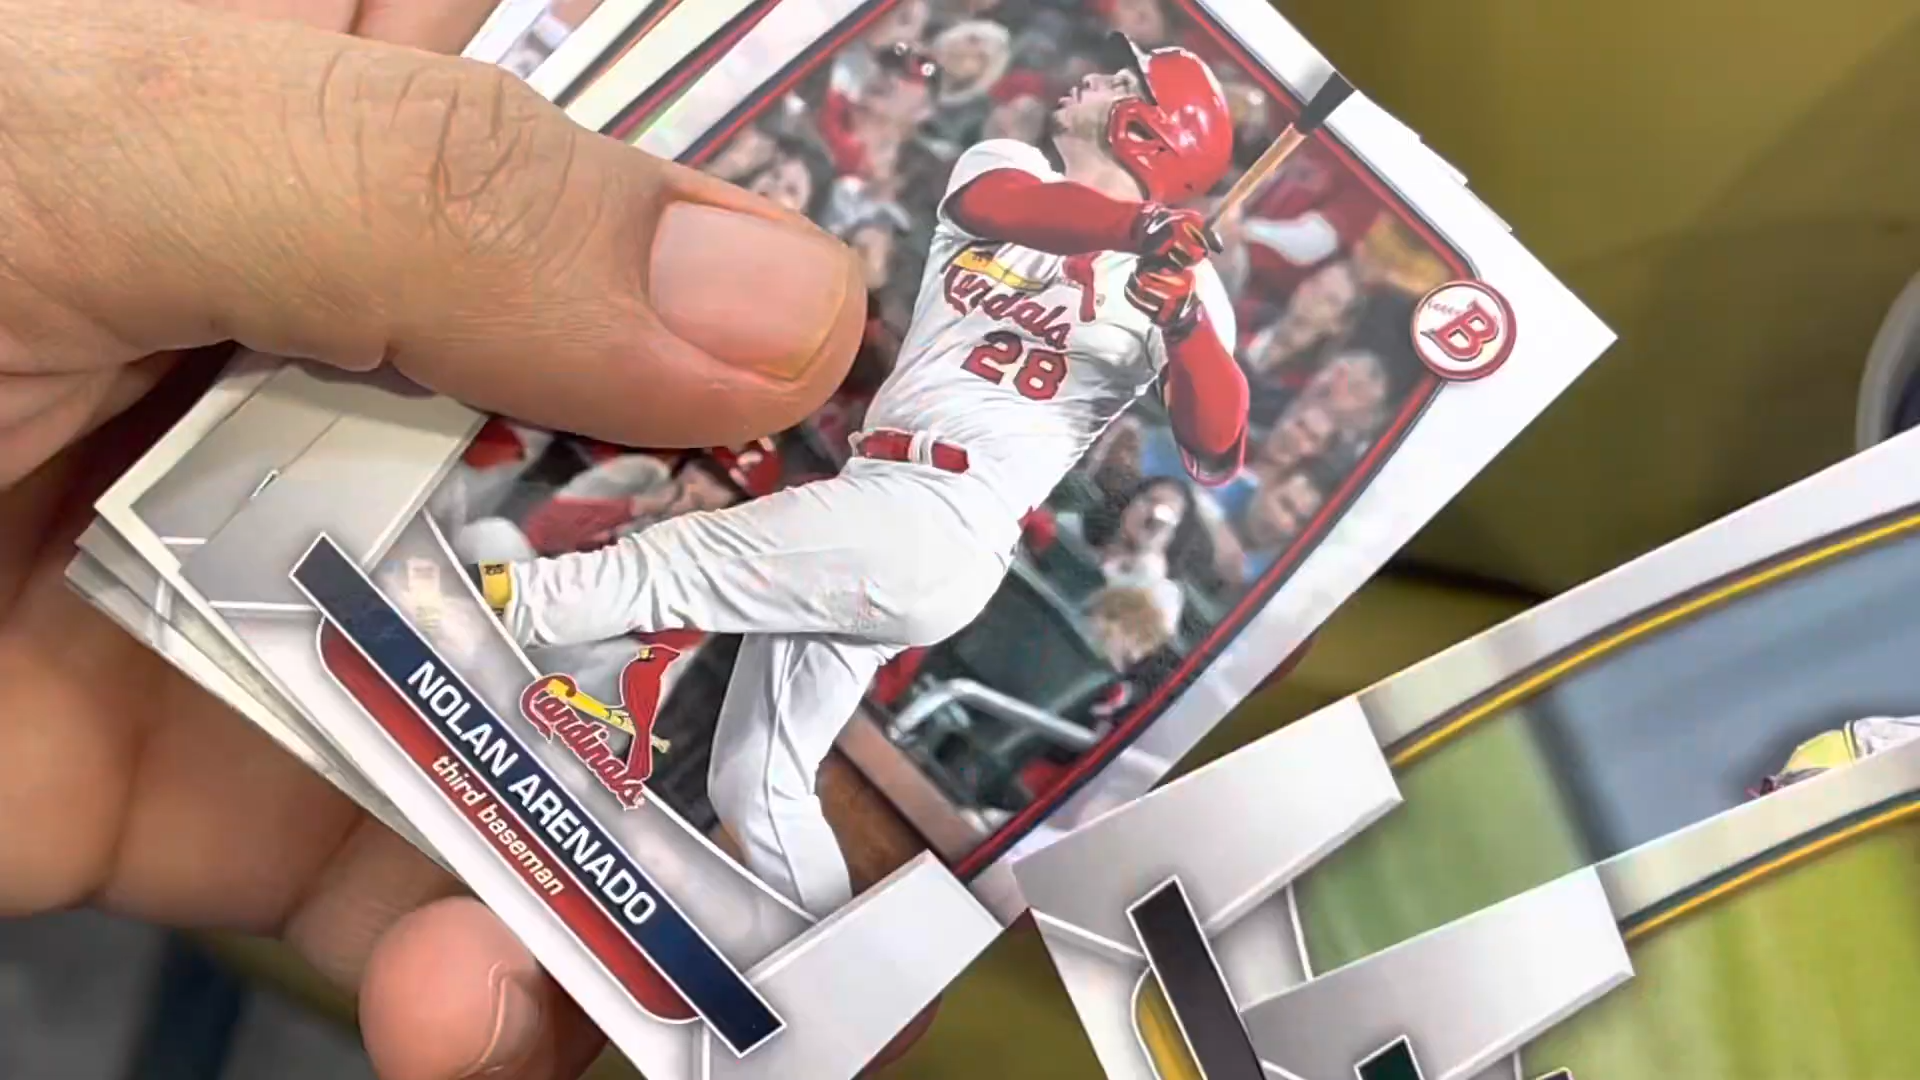 Cardinals
28
B
Cardinals
NOLAN ARENADO
third baseman